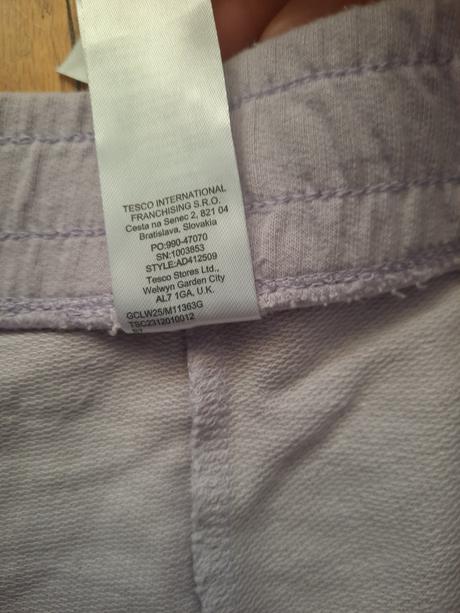 TESCO INTERNATIONAL
FRANCHISING S.R.O.
Cesta na Senec 2, 821 04
Bratislava, Slovakia
PO:990-47070
SN:1003853
STYLE:AD412509
Tesco Stores Ltd.,
Welwyn Garden City
AL7 1GA, U.K.
GCLW25/M11363G
TSC2312010012